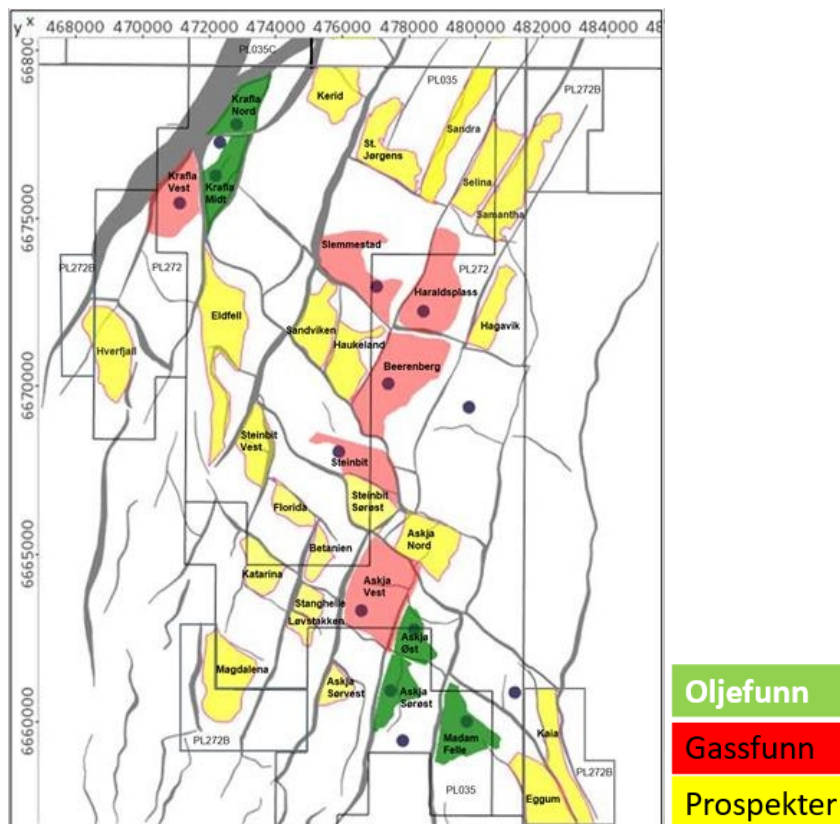 y x
468000 470000 472000 474000 476000 478000 480000 482000 484000 48
6680
PL035C
PL035
PL272B
Krafla
Nord
Kerid
Sandra
St.
Jørgens
Krafla
Vest
Krafla
Midt
Selina
Samantha
6675000
PL272B
PL272
Slemmestad
PL272
Haraldsplass
Hagavik
Eldfell
Sandviken
Haukeland
Hverfjall
Beerenberg
6670000
Steinbit
Vest
Steinbit
Steinbit
Sørøst
Florida
Betanien
Askja
Nord
6665000
Katarina
Askja
Vest
Stanghelle
Løvstakken
Askja
Øst
Magdalena
Askja
Sørvest
Askja
Sørøst
6660000
Madam
Felle
Kaia
PL272B
PL035
PL272B
Eggum
Oljefunn
Gassfunn
Prospekter